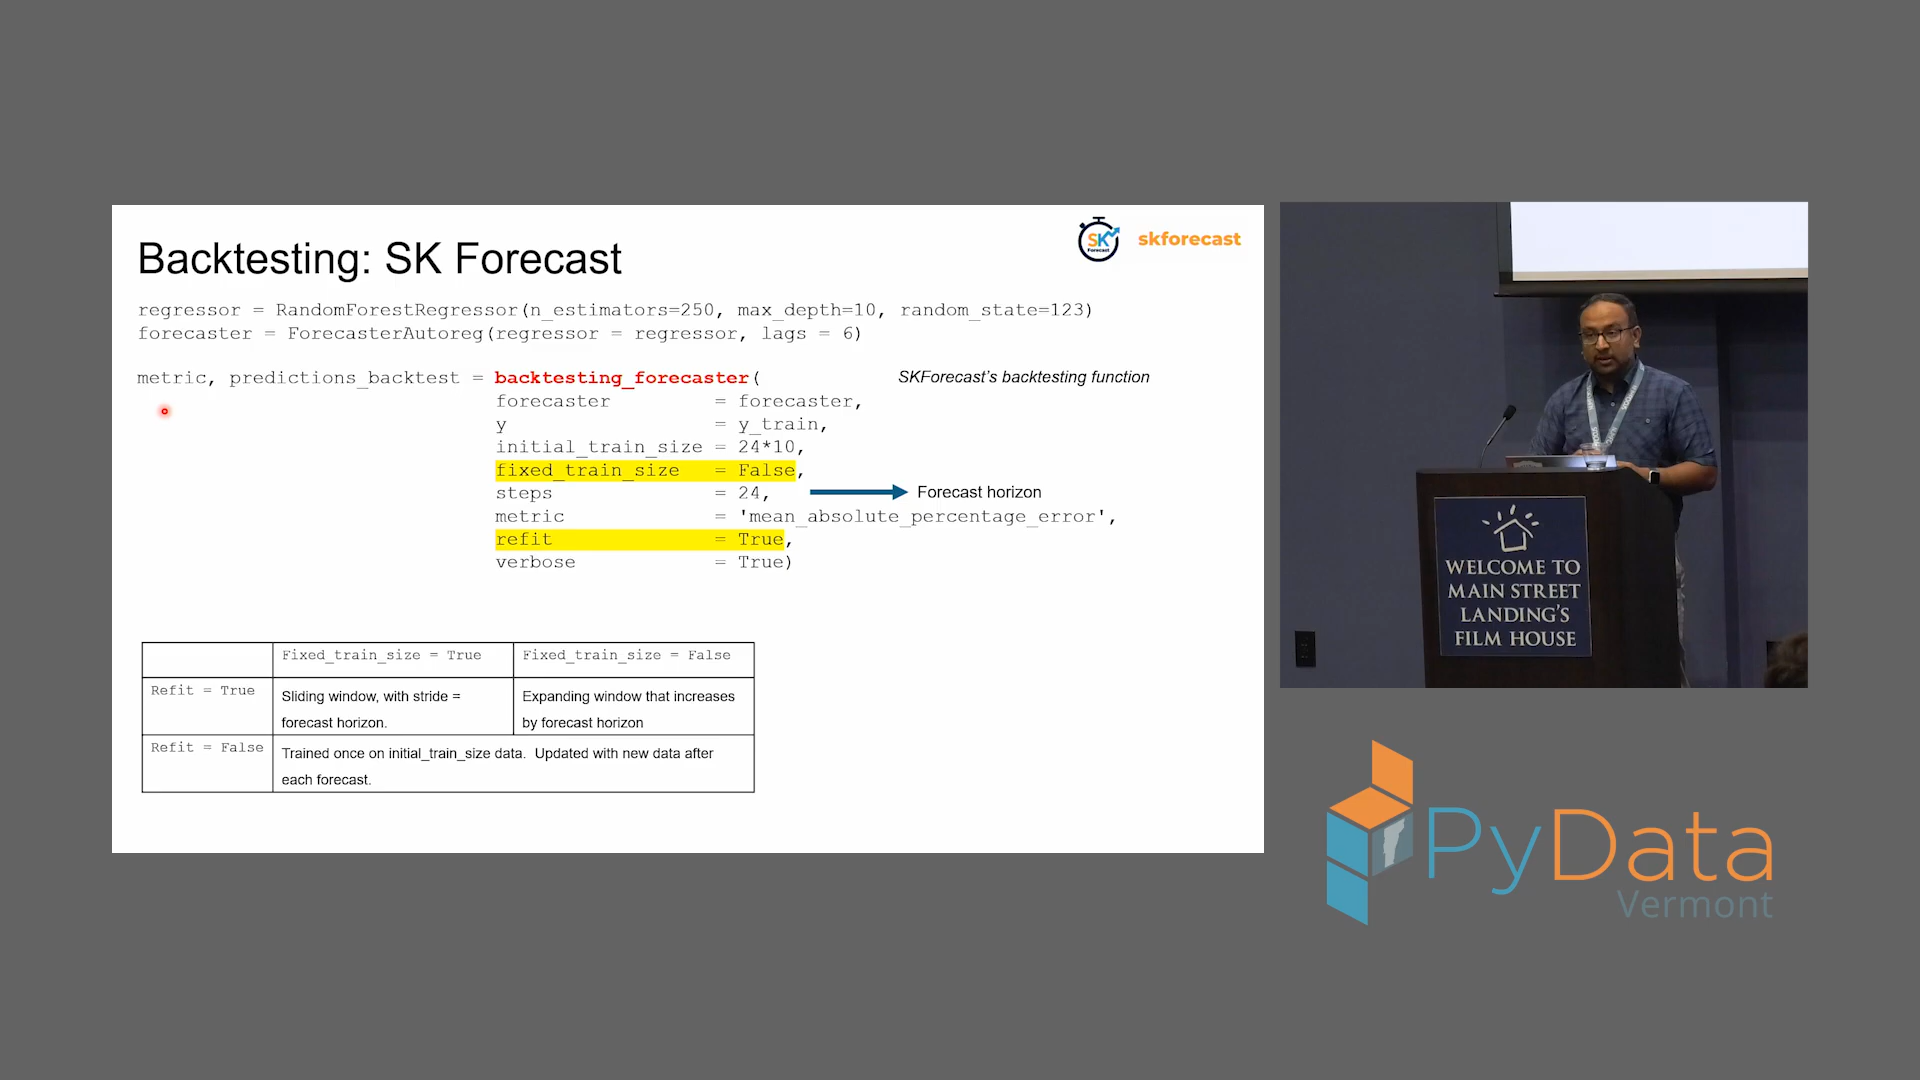 Backtesting: SK Forecast
SK
Forecast
skforecast
regressor = RandomForestRegressor(n_estimators=250, max_depth=10, random_state=123)
forecaster = ForecasterAutoreg(regressor = regressor, lags = 6)
metric, predictions_backtest = backtesting_forecaster(
SKForecast's backtesting function
forecaster = forecaster,
y = y_train,
initial_train_size = 24*10,
fixed_train_size = False,
steps = 24,
Forecast horizon
metric = 'mean_absolute_percentage_error',
refit = True,
verbose = True)
Fixed_train_size = True
Fixed_train_size = False
Refit = True
Sliding window, with stride =
forecast horizon.
Expanding window that increases
by forecast horizon
Refit = False
Trained once on initial_train_size data. Updated with new data after
each forecast.
WELCOME TO
MAIN STREET
LANDING'S
FILM HOUSE
PyData
Vermont